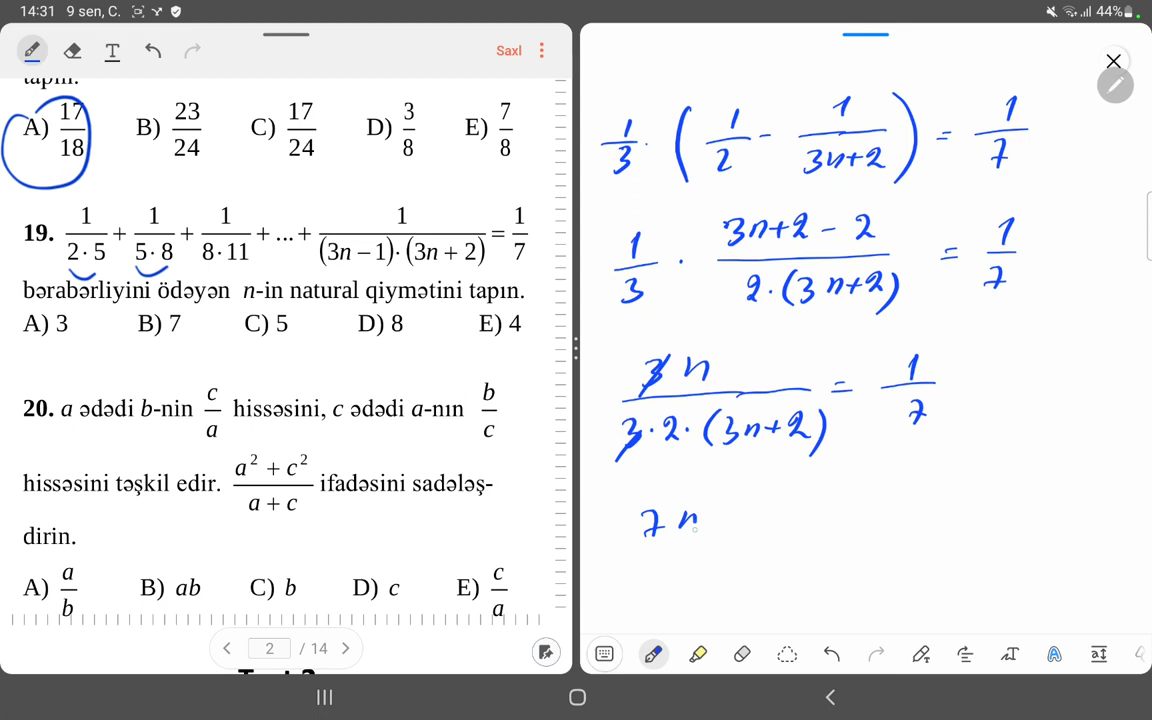 14:31 9 sen, C. 44%
Saxl
tapın.
A) 17/18 B) 23/24 C) 17/24 D) 3/8 E) 7/8
19. 1/(2·5) + 1/(5·8) + 1/(8·11) + ... + 1/((3n−1)·(3n+2)) = 1/7
bərabərliyini ödəyən n-in natural qiymətini tapın.
A) 3 B) 7 C) 5 D) 8 E) 4
20. a ədədi b-nin c/a hissəsini, c ədədi a-nın b/c
hissəsini təşkil edir. (a² + c²)/(a + c) ifadəsini sadələş-
dirin.
A) a/b B) ab C) b D) c E) c/a
2 / 14
1/3 · (1/2 − 1/(3n+2)) = 1/7
1/3 · (3n+2−2)/(2·(3n+2)) = 1/7
3n/(3·2·(3n+2)) = 1/7
7n